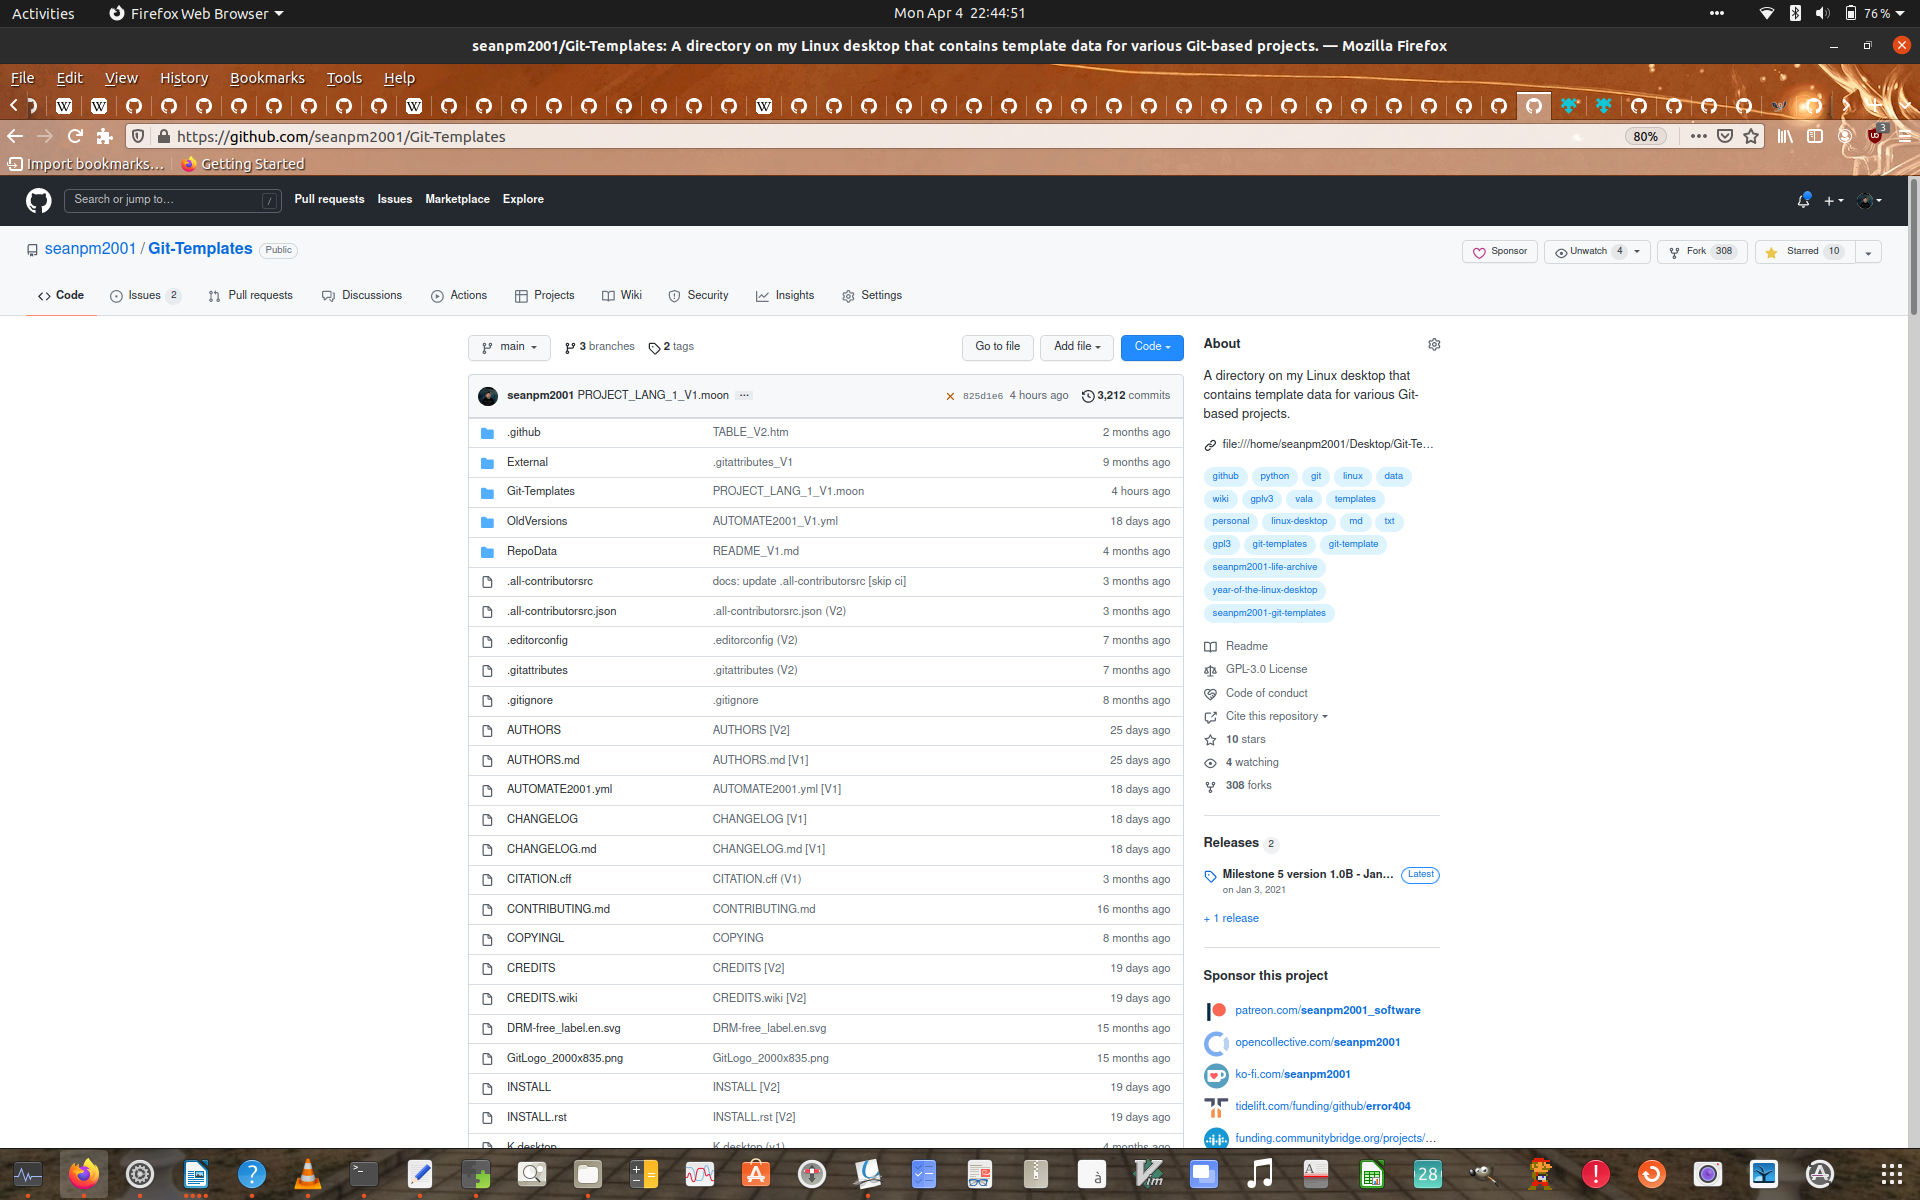 Activities Firefox Web Browser Mon Apr 4 22:44:51 76 %
seanpm2001/Git-Templates: A directory on my Linux desktop that contains template data for various Git-based projects. — Mozilla Firefox
File Edit View History Bookmarks Tools Help
https://github.com/seanpm2001/Git-Templates 80% 3
Import bookmarks… Getting Started
Search or jump to… / Pull requests Issues Marketplace Explore
seanpm2001 / Git-Templates Public Sponsor Unwatch 4 Fork 308 Starred 10
Code Issues 2 Pull requests Discussions Actions Projects Wiki Security Insights Settings
main 3 branches 2 tags Go to file Add file Code
seanpm2001 PROJECT_LANG_1_V1.moon 825d1e6 4 hours ago 3,212 commits
.github TABLE_V2.htm 2 months ago
External .gitattributes_V1 9 months ago
Git-Templates PROJECT_LANG_1_V1.moon 4 hours ago
OldVersions AUTOMATE2001_V1.yml 18 days ago
RepoData README_V1.md 4 months ago
.all-contributorsrc docs: update .all-contributorsrc [skip ci] 3 months ago
.all-contributorsrc.json .all-contributorsrc.json (V2) 3 months ago
.editorconfig .editorconfig (V2) 7 months ago
.gitattributes .gitattributes (V2) 7 months ago
.gitignore .gitignore 8 months ago
AUTHORS AUTHORS [V2] 25 days ago
AUTHORS.md AUTHORS.md [V1] 25 days ago
AUTOMATE2001.yml AUTOMATE2001.yml [V1] 18 days ago
CHANGELOG CHANGELOG [V1] 18 days ago
CHANGELOG.md CHANGELOG.md [V1] 18 days ago
CITATION.cff CITATION.cff (V1) 3 months ago
CONTRIBUTING.md CONTRIBUTING.md 16 months ago
COPYINGL COPYING 8 months ago
CREDITS CREDITS [V2] 19 days ago
CREDITS.wiki CREDITS.wiki [V2] 19 days ago
DRM-free_label.en.svg DRM-free_label.en.svg 15 months ago
GitLogo_2000x835.png GitLogo_2000x835.png 15 months ago
INSTALL INSTALL [V2] 19 days ago
INSTALL.rst INSTALL.rst [V2] 19 days ago
K.desktop K.desktop (v1) 4 months ago
About
A directory on my Linux desktop that
contains template data for various Git-
based projects.
file:///home/seanpm2001/Desktop/Git-Te…
github python git linux data
wiki gplv3 vala templates
personal linux-desktop md txt
gpl3 git-templates git-template
seanpm2001-life-archive
year-of-the-linux-desktop
seanpm2001-git-templates
Readme
GPL-3.0 License
Code of conduct
Cite this repository
10 stars
4 watching
308 forks
Releases 2
Milestone 5 version 1.0B - Jan… Latest
on Jan 3, 2021
+ 1 release
Sponsor this project
patreon.com/seanpm2001_software
opencollective.com/seanpm2001
ko-fi.com/seanpm2001
tidelift.com/funding/github/error404
funding.communitybridge.org/projects/…
28